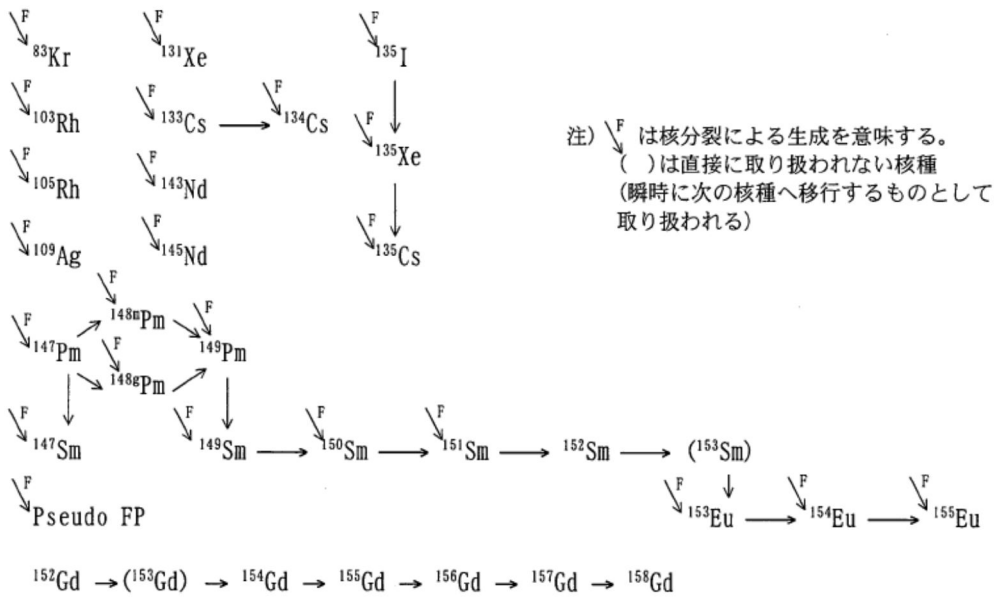 F F F
⁸³Kr ¹³¹Xe ¹³⁵I
F F F
¹⁰³Rh ¹³³Cs → ¹³⁴Cs
F
¹³⁵Xe
F F
¹⁰⁵Rh ¹⁴³Nd
F F F
¹⁰⁹Ag ¹⁴⁵Nd ¹³⁵Cs
注) F は核分裂による生成を意味する。
( )は直接に取り扱われない核種
(瞬時に次の核種へ移行するものとして
取り扱われる)
F
¹⁴⁸ᵐPm
F F
¹⁴⁷Pm ¹⁴⁹Pm
F
¹⁴⁸ᵍPm
F F F F
¹⁴⁷Sm ¹⁴⁹Sm → ¹⁵⁰Sm → ¹⁵¹Sm → ¹⁵²Sm → (¹⁵³Sm)
F F F F
Pseudo FP ¹⁵³Eu → ¹⁵⁴Eu → ¹⁵⁵Eu
¹⁵²Gd → (¹⁵³Gd) → ¹⁵⁴Gd → ¹⁵⁵Gd → ¹⁵⁶Gd → ¹⁵⁷Gd → ¹⁵⁸Gd